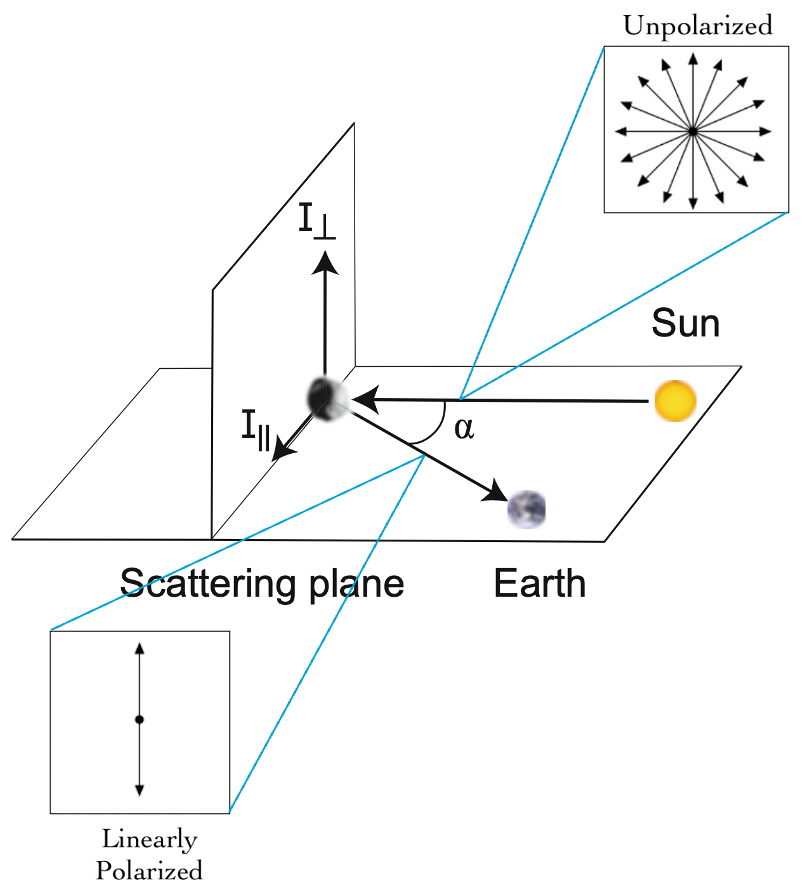 Unpolarized
I⊥
Sun
I∥
α
Scattering plane
Earth
Linearly
Polarized